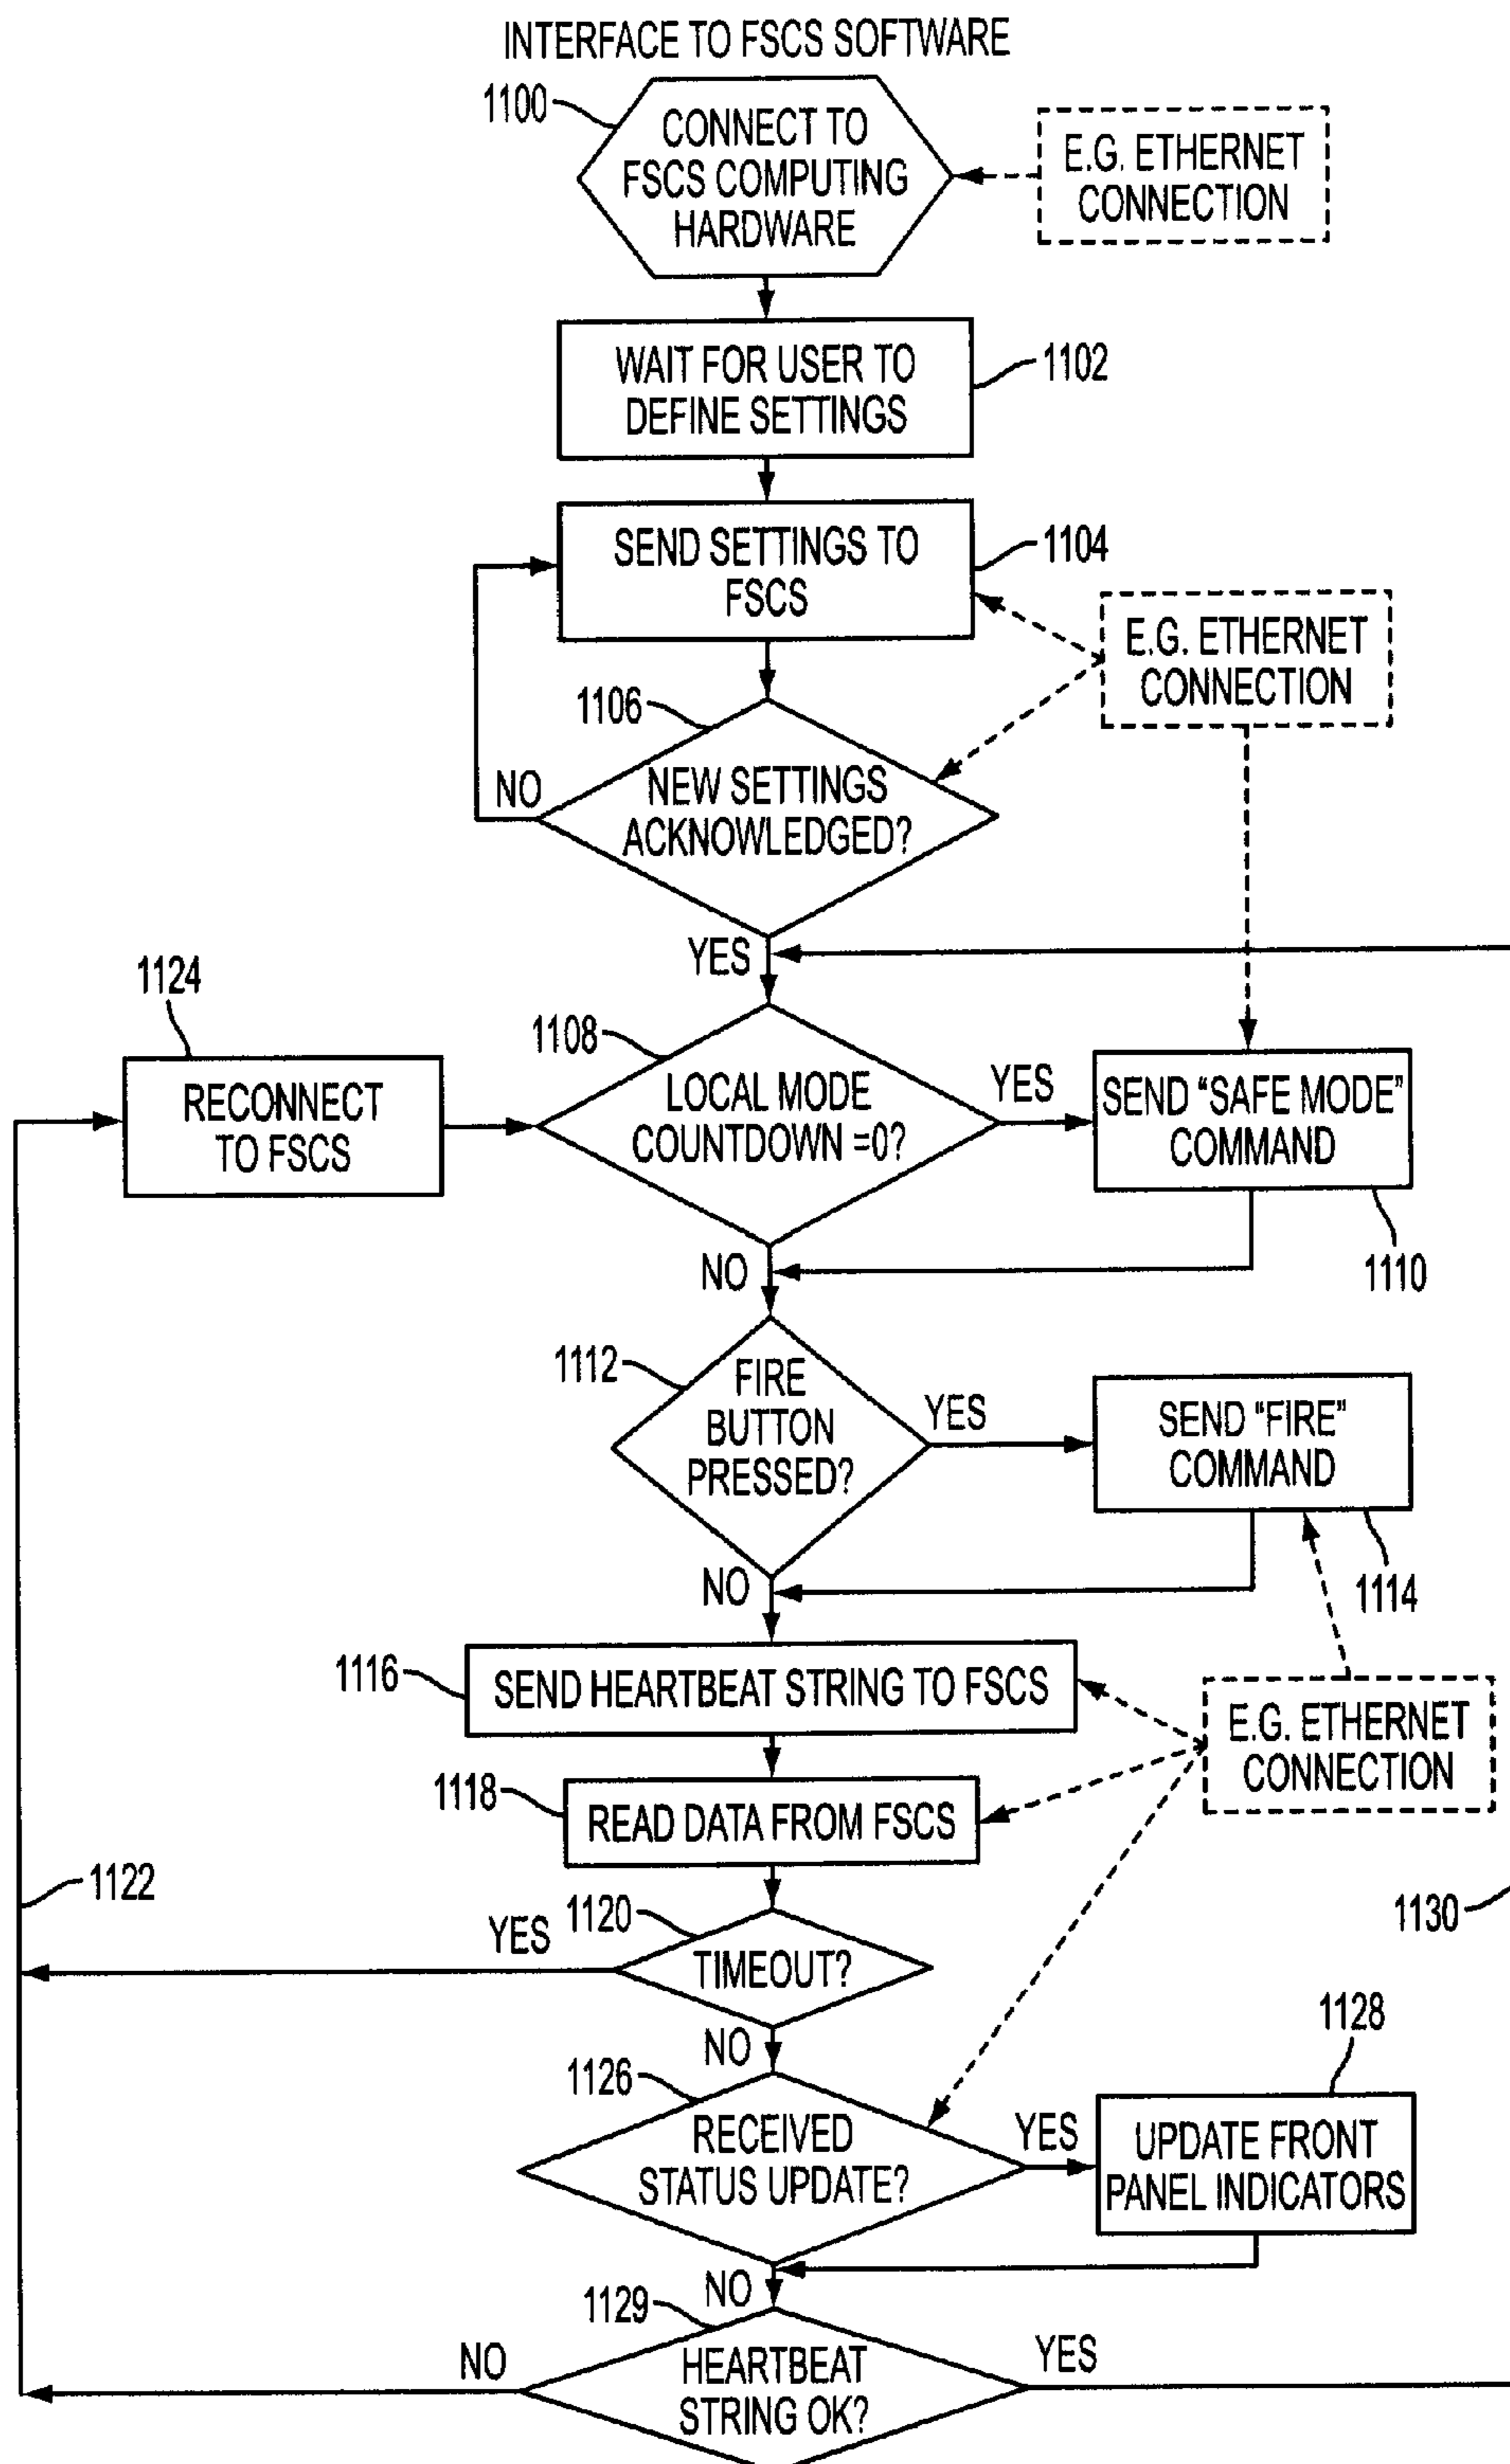 INTERFACE TO FSCS SOFTWARE
1100
CONNECT TO
FSCS COMPUTING
HARDWARE
E.G. ETHERNET
CONNECTION
WAIT FOR USER TO
DEFINE SETTINGS
1102
SEND SETTINGS TO
FSCS
1104
E.G. ETHERNET
CONNECTION
1106
NEW SETTINGS
ACKNOWLEDGED?
NO
YES
1124
RECONNECT
TO FSCS
1108
LOCAL MODE
COUNTDOWN =0?
YES
SEND "SAFE MODE"
COMMAND
1110
NO
1112
FIRE
BUTTON
PRESSED?
YES
SEND "FIRE"
COMMAND
1114
NO
1116
SEND HEARTBEAT STRING TO FSCS
E.G. ETHERNET
CONNECTION
1118
READ DATA FROM FSCS
1122
1120
YES
TIMEOUT?
1130
NO
1126
RECEIVED
STATUS UPDATE?
YES
1128
UPDATE FRONT
PANEL INDICATORS
NO
1129
HEARTBEAT
STRING OK?
NO
YES